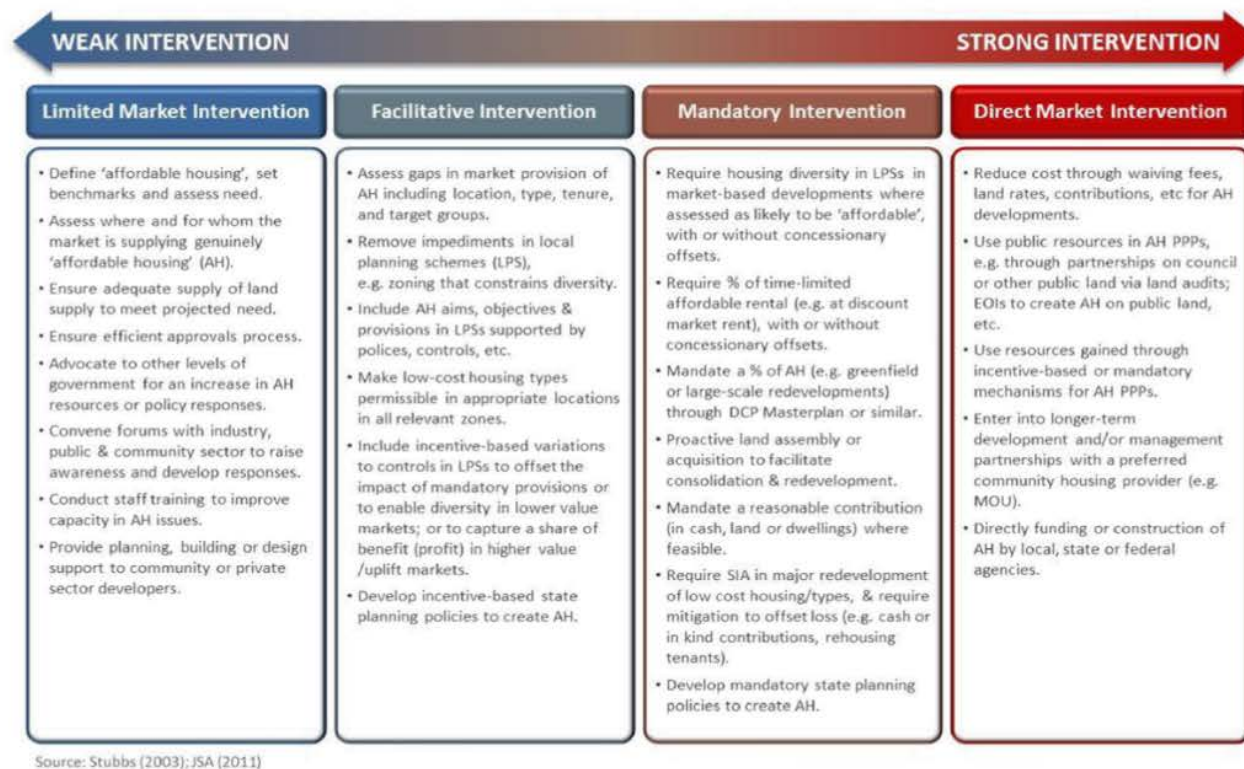 WEAK INTERVENTION
STRONG INTERVENTION
Limited Market Intervention
• Define ‘affordable housing’, set
benchmarks and assess need.
• Assess where and for whom the
market is supplying genuinely
‘affordable housing’ (AH).
• Ensure adequate supply of land
supply to meet projected need.
• Ensure efficient approvals process.
• Advocate to other levels of
government for an increase in AH
resources or policy responses.
• Convene forums with industry,
public & community sector to raise
awareness and develop responses.
• Conduct staff training to improve
capacity in AH issues.
• Provide planning, building or design
support to community or private
sector developers.
Facilitative Intervention
• Assess gaps in market provision of
AH including location, type, tenure,
and target groups.
• Remove impediments in local
planning schemes (LPS),
e.g. zoning that constrains diversity.
• Include AH aims, objectives &
provisions in LPSs supported by
polices, controls, etc.
• Make low-cost housing types
permissible in appropriate locations
in all relevant zones.
• Include incentive-based variations
to controls in LPSs to offset the
impact of mandatory provisions or
to enable diversity in lower value
markets; or to capture a share of
benefit (profit) in higher value
/uplift markets.
• Develop incentive-based state
planning policies to create AH.
Mandatory Intervention
• Require housing diversity in LPSs in
market-based developments where
assessed as likely to be ‘affordable’,
with or without concessionary
offsets.
• Require % of time-limited
affordable rental (e.g. at discount
market rent), with or without
concessionary offsets.
• Mandate a % of AH (e.g. greenfield
or large-scale redevelopments)
through DCP Masterplan or similar.
• Proactive land assembly or
acquisition to facilitate
consolidation & redevelopment.
• Mandate a reasonable contribution
(in cash, land or dwellings) where
feasible.
• Require SIA in major redevelopment
of low cost housing/types, & require
mitigation to offset loss (e.g. cash or
in kind contributions, rehousing
tenants).
• Develop mandatory state planning
policies to create AH.
Direct Market Intervention
• Reduce cost through waiving fees,
land rates, contributions, etc for AH
developments.
• Use public resources in AH PPPs,
e.g. through partnerships on council
or other public land via land audits;
EOIs to create AH on public land,
etc.
• Use resources gained through
incentive-based or mandatory
mechanisms for AH PPPs.
• Enter into longer-term
development and/or management
partnerships with a preferred
community housing provider (e.g.
MOU).
• Directly funding or construction of
AH by local, state or federal
agencies.
Source: Stubbs (2003); JSA (2011)